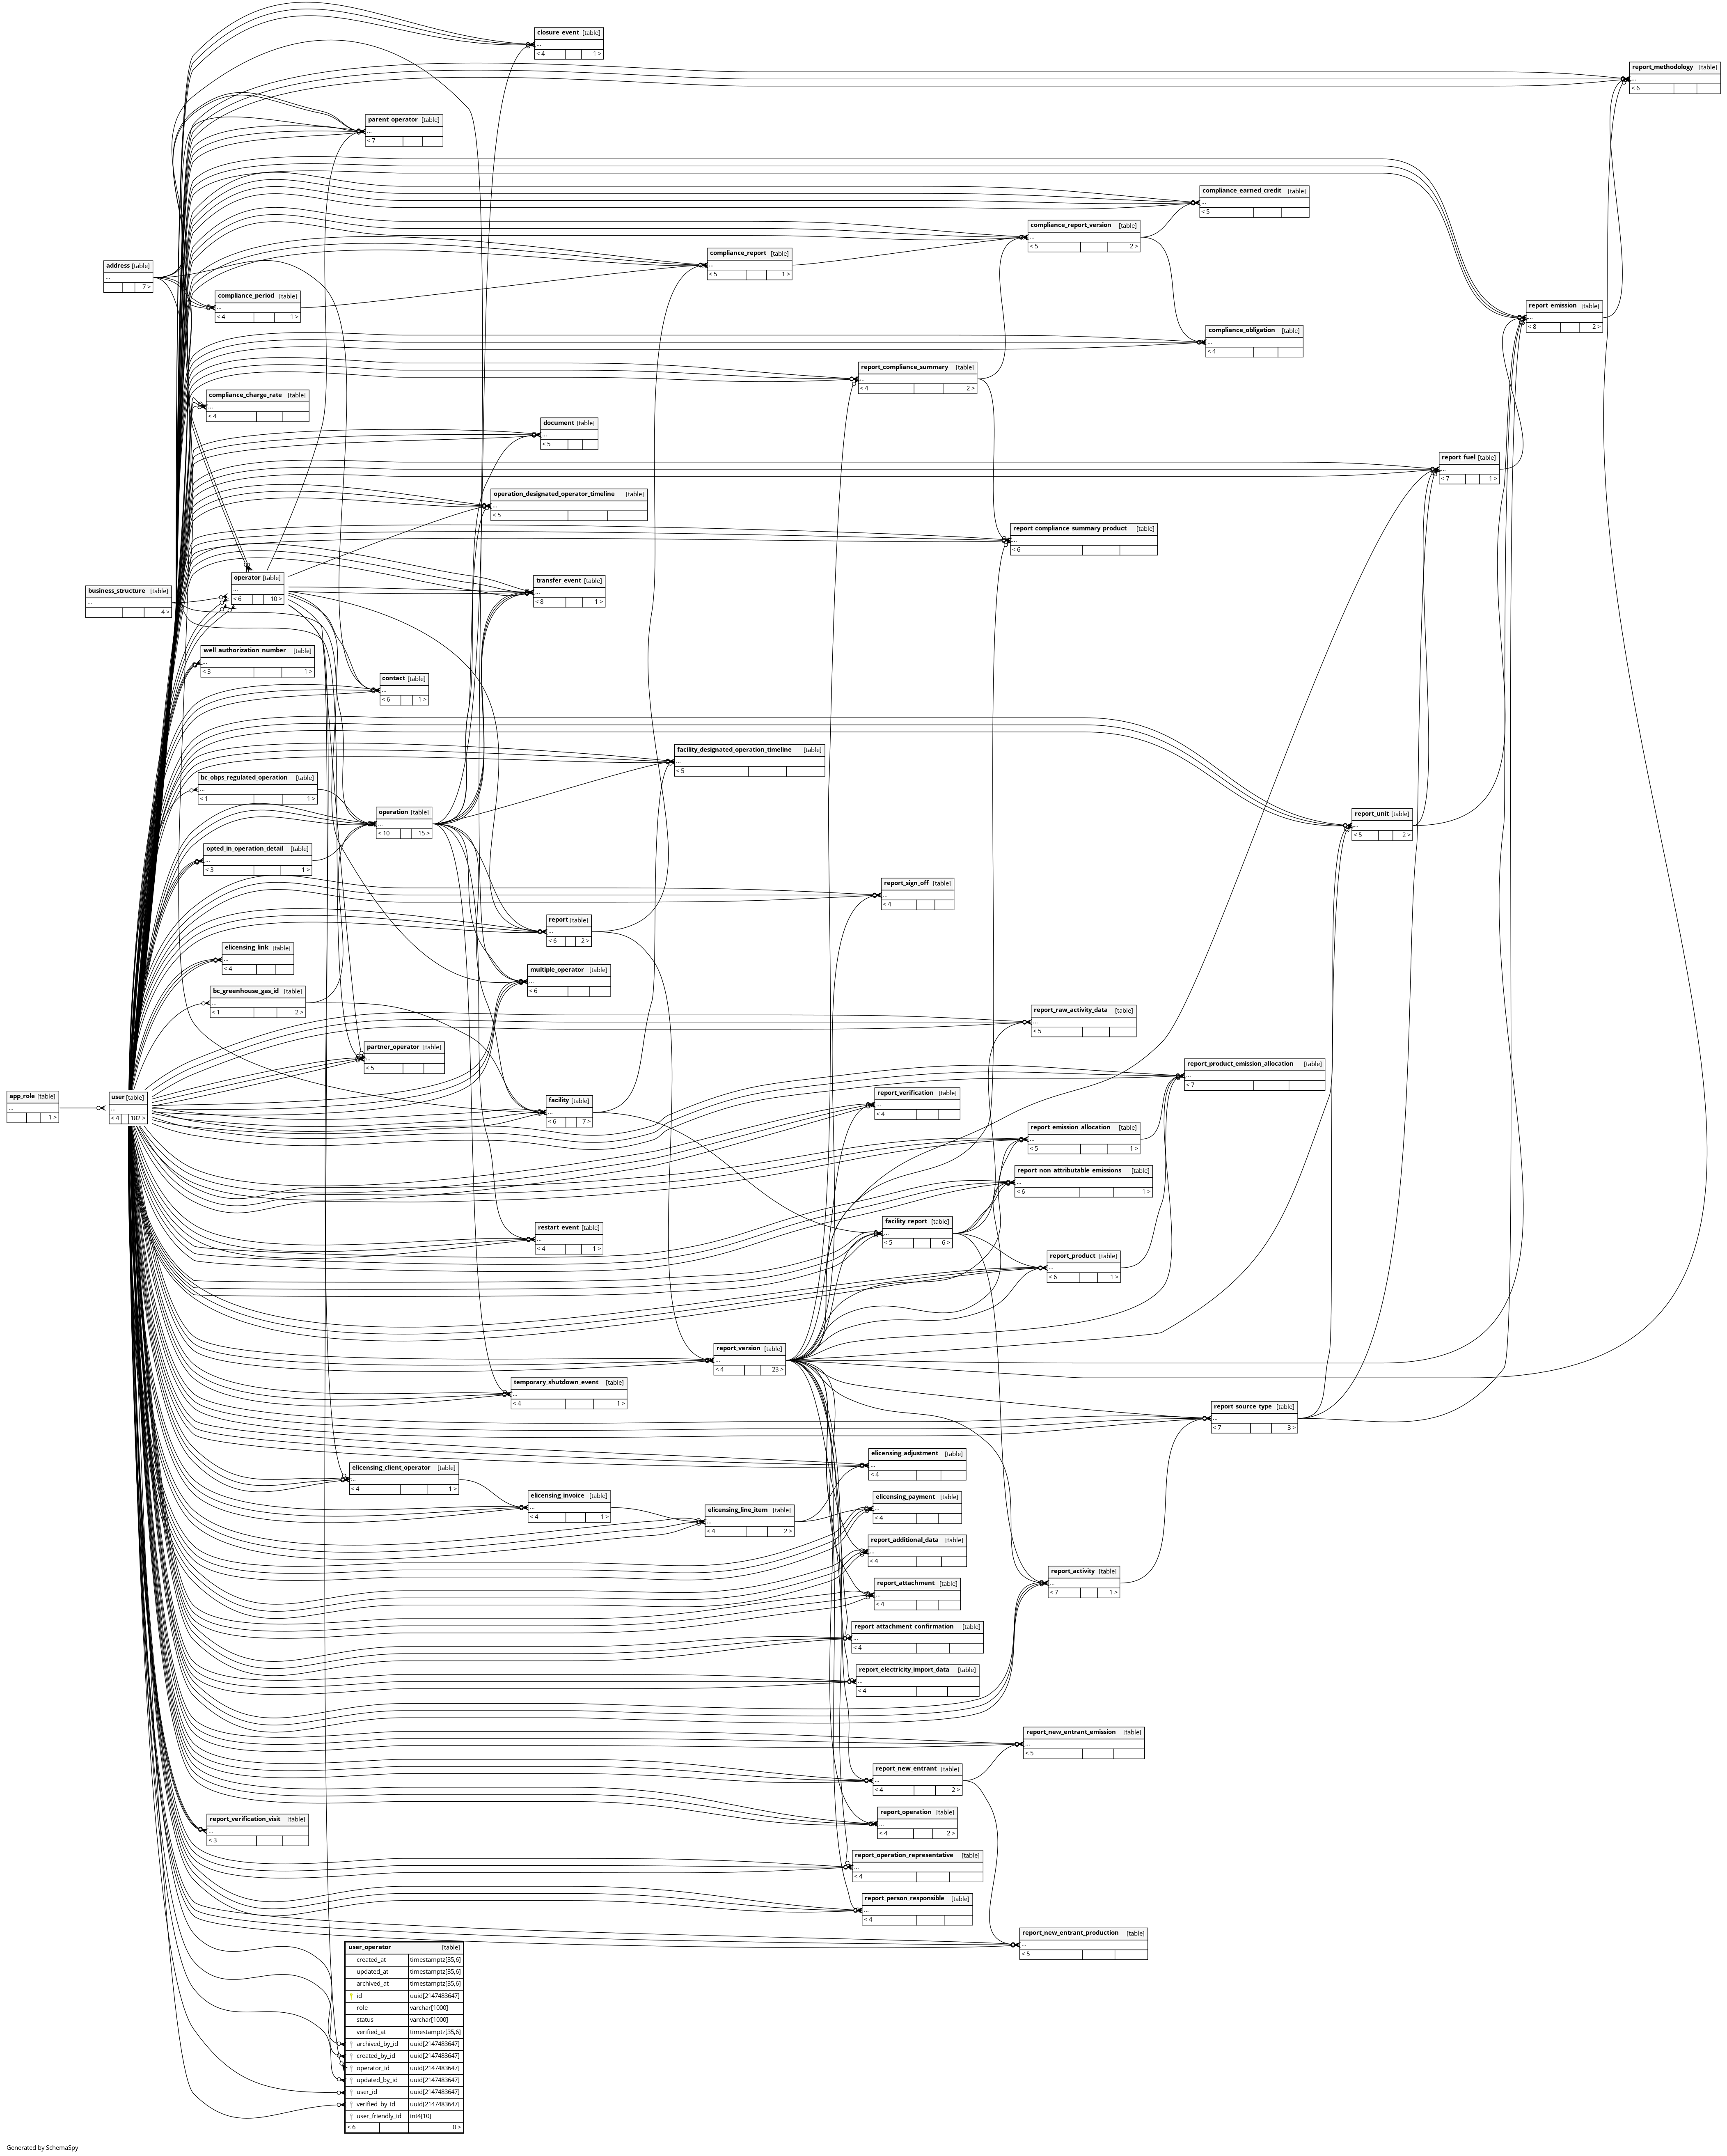 closure_event [table]
...
< 4 1 >
report_methodology [table]
...
< 6
parent_operator [table]
...
< 7
compliance_earned_credit [table]
...
< 5
compliance_report_version [table]
...
< 5 2 >
compliance_report [table]
...
< 5 1 >
address [table]
...
7 >
compliance_period [table]
...
< 4 1 >
report_emission [table]
...
< 8 2 >
compliance_obligation [table]
...
< 4
report_compliance_summary [table]
...
< 4 2 >
compliance_charge_rate [table]
...
< 4
document [table]
...
< 5
report_fuel [table]
...
< 7 1 >
operation_designated_operator_timeline [table]
...
< 5
report_compliance_summary_product [table]
...
< 6
operator [table]
...
< 6 10 >
transfer_event [table]
...
< 8 1 >
business_structure [table]
...
4 >
well_authorization_number [table]
...
< 3 1 >
contact [table]
...
< 6 1 >
facility_designated_operation_timeline [table]
...
< 5
bc_obps_regulated_operation [table]
...
< 1 1 >
operation [table]
...
< 10 15 >
report_unit [table]
...
< 5 2 >
opted_in_operation_detail [table]
...
< 3 1 >
report_sign_off [table]
...
< 4
report [table]
...
< 6 2 >
elicensing_link [table]
...
< 4
multiple_operator [table]
...
< 6
bc_greenhouse_gas_id [table]
...
< 1 2 >
report_raw_activity_data [table]
...
< 5
partner_operator [table]
...
< 5
report_product_emission_allocation [table]
...
< 7
app_role [table]
...
1 >
user [table]
...
< 4 182 >
facility [table]
...
< 6 7 >
report_verification [table]
...
< 4
report_emission_allocation [table]
...
< 5 1 >
report_non_attributable_emissions [table]
...
< 6 1 >
restart_event [table]
...
< 4 1 >
facility_report [table]
...
< 5 6 >
report_product [table]
...
< 6 1 >
report_version [table]
...
< 4 23 >
temporary_shutdown_event [table]
...
< 4 1 >
report_source_type [table]
...
< 7 3 >
elicensing_adjustment [table]
...
< 4
elicensing_client_operator [table]
...
< 4 1 >
elicensing_invoice [table]
...
< 4 1 >
elicensing_payment [table]
...
< 4
elicensing_line_item [table]
...
< 4 2 >
report_additional_data [table]
...
< 4
report_activity [table]
...
< 7 1 >
report_attachment [table]
...
< 4
report_attachment_confirmation [table]
...
< 4
report_electricity_import_data [table]
...
< 4
report_new_entrant_emission [table]
...
< 5
report_new_entrant [table]
...
< 4 2 >
report_operation [table]
...
< 4 2 >
report_verification_visit [table]
...
< 3
report_operation_representative [table]
...
< 4
report_person_responsible [table]
...
< 4
report_new_entrant_production [table]
...
< 5
user_operator [table]
created_at timestamptz[35,6]
updated_at timestamptz[35,6]
archived_at timestamptz[35,6]
id uuid[2147483647]
role varchar[1000]
status varchar[1000]
verified_at timestamptz[35,6]
archived_by_id uuid[2147483647]
created_by_id uuid[2147483647]
operator_id uuid[2147483647]
updated_by_id uuid[2147483647]
user_id uuid[2147483647]
verified_by_id uuid[2147483647]
user_friendly_id int4[10]
< 6 0 >
Generated by SchemaSpy